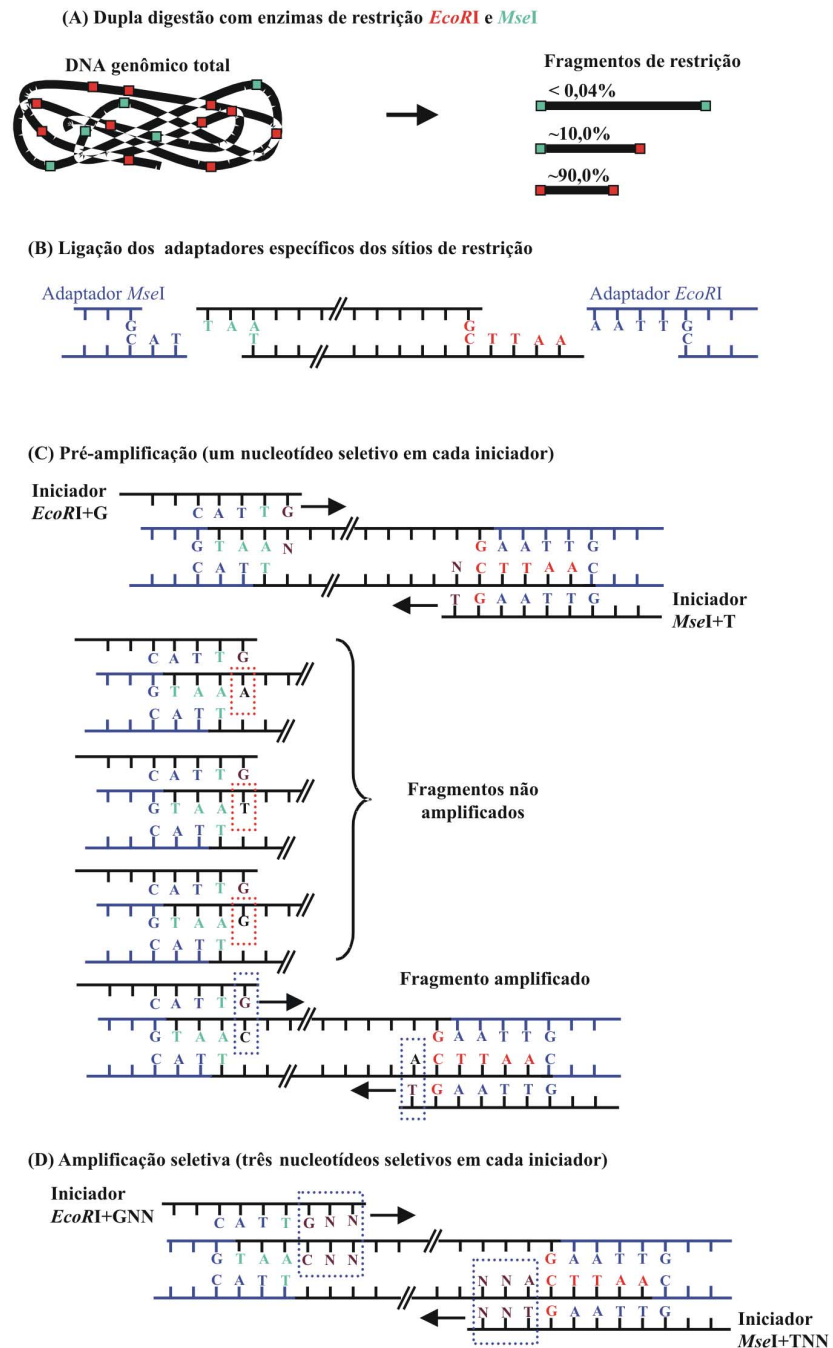 (A) Dupla digestão com enzimas de restrição EcoRI e MseI
DNA genômico total
Fragmentos de restrição
< 0,04%
~10,0%
~90,0%
(B) Ligação dos adaptadores específicos dos sítios de restrição
Adaptador MseI
Adaptador EcoRI
G T A A G A A T T G
C A T T C T T A A C
(C) Pré-amplificação (um nucleotídeo seletivo em cada iniciador)
Iniciador
EcoRI+G
C A T T G
G T A A N G A A T T G
C A T T N C T T A A C
T G A A T T G
Iniciador
MseI+T
C A T T G
G T A A A
C A T T
C A T T G
G T A A T
C A T T
C A T T G
G T A A G
C A T T
Fragmentos não
amplificados
Fragmento amplificado
C A T T G
G T A A C G A A T T G
C A T T A C T T A A C
T G A A T T G
(D) Amplificação seletiva (três nucleotídeos seletivos em cada iniciador)
Iniciador
EcoRI+GNN
C A T T G N N
G T A A C N N G A A T T G
C A T T N N A C T T A A C
N N T G A A T T G
Iniciador
MseI+TNN